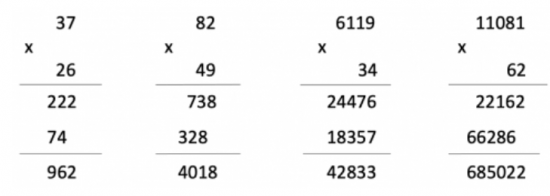 37 82 6119 11081
x x x x
26 49 34 62
222 738 24476 22162
74 328 18357 66286
962 4018 42833 685022